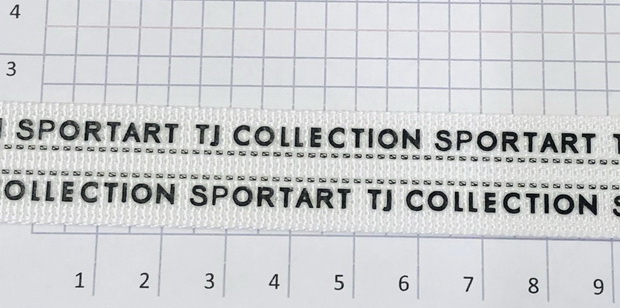 4
3
SPORTART TJ COLLECTION SPORTART
OLLECTION SPORTART TJ COLLECTION
1 2 3 4 5 6 7 8 9